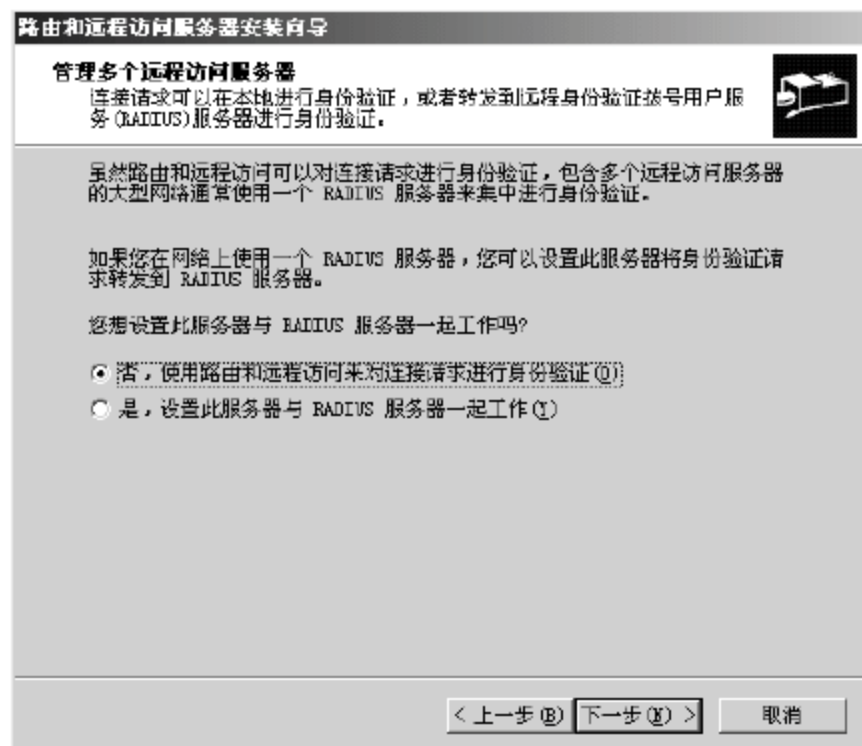 路由和远程访问服务器安装向导
管理多个远程访问服务器
连接请求可以在本地进行身份验证，或者转发到远程身份验证拨号用户服
务(RADIUS)服务器进行身份验证。
虽然路由和远程访问可以对连接请求进行身份验证，包含多个远程访问服务器
的大型网络通常使用一个 RADIUS 服务器来集中进行身份验证。
如果您在网络上使用一个 RADIUS 服务器，您可以设置此服务器将身份验证请
求转发到 RADIUS 服务器。
您想设置此服务器与 RADIUS 服务器一起工作吗?
否，使用路由和远程访问来对连接请求进行身份验证(O)
是，设置此服务器与 RADIUS 服务器一起工作(Y)
< 上一步(B)
下一步(N) >
取消